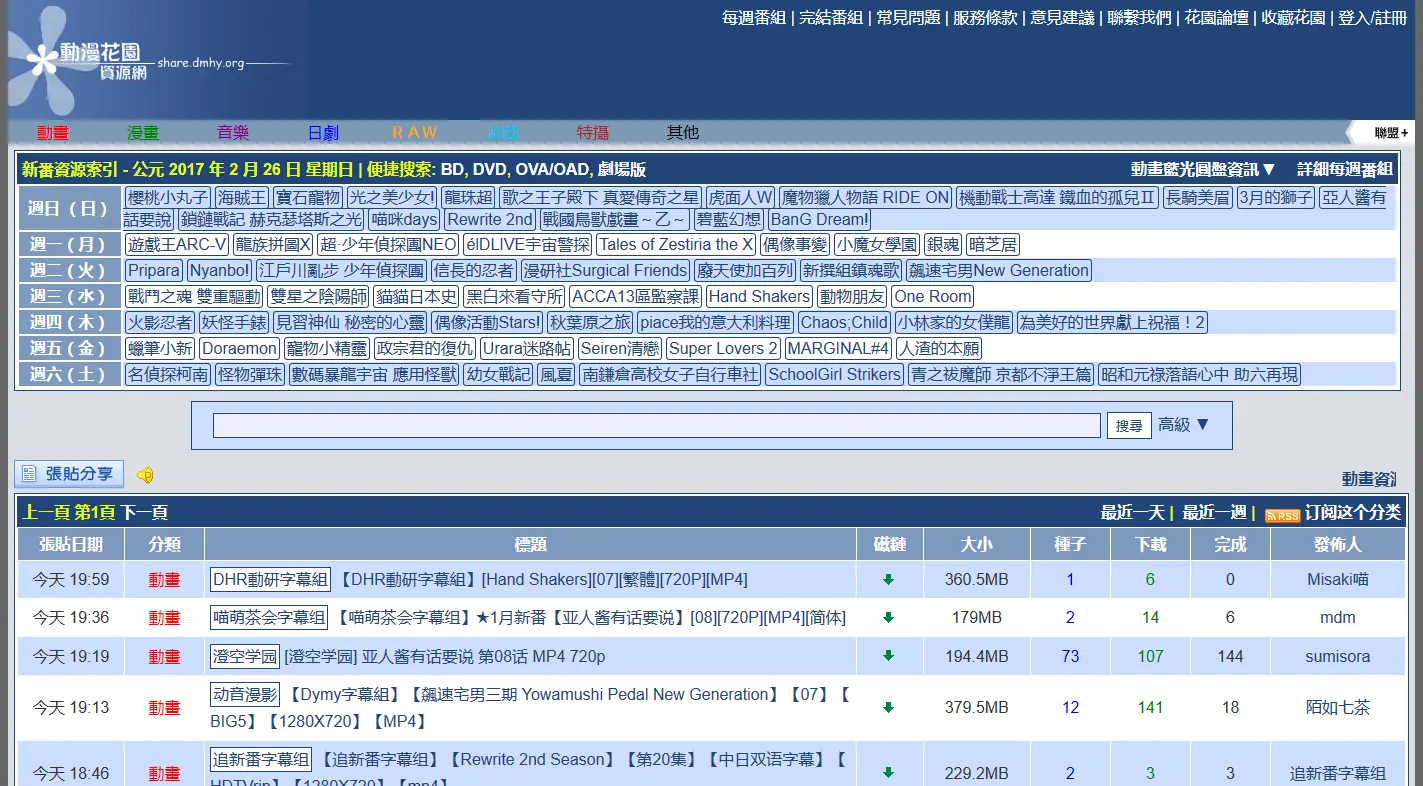 每週番組 | 完結番組 | 常見問題 | 服務條款 | 意見建議 | 聯繫我們 | 花園論壇 | 收藏花園 | 登入/註冊
動漫花園
資源網
share.dmhy.org
動畫 漫畫 音樂 日劇 RAW 遊戲 特攝 其他 聯盟+
新番資源索引 - 公元 2017 年 2 月 26 日 星期日 | 便捷搜索: BD, DVD, OVA/OAD, 劇場版 動畫藍光圓盤資訊▼ 詳細每週番組
週日 (日) 櫻桃小丸子 海賊王 寶石寵物 光之美少女! 龍珠超 歌之王子殿下 真愛傳奇之星 虎面人W 魔物獵人物語 RIDE ON 機動戰士高達 鐵血的孤兒Ⅱ 長騎美眉 3月的獅子 亞人醬有
話要說 鎖鏈戰記 赫克瑟塔斯之光 喵咪days Rewrite 2nd 戰國鳥獸戲畫～乙～ 碧藍幻想 BanG Dream!
週一 (月) 遊戲王ARC-V 龍族拼圖X 超·少年偵探團NEO élDLIVE宇宙警探 Tales of Zestiria the X 偶像事變 小魔女學園 銀魂 暗芝居
週二 (火) Pripara Nyanbo! 江戶川亂步 少年偵探團 信長的忍者 漫研社Surgical Friends 廢天使加百列 新撰組鎮魂歌 飆速宅男New Generation
週三 (水) 戰鬥之魂 雙重驅動 雙星之陰陽師 貓貓日本史 黑白來看守所 ACCA13區監察課 Hand Shakers 動物朋友 One Room
週四 (木) 火影忍者 妖怪手錶 見習神仙 秘密的心靈 偶像活動Stars! 秋葉原之旅 piace我的意大利料理 Chaos;Child 小林家的女僕龍 為美好的世界獻上祝福！2
週五 (金) 蠟筆小新 Doraemon 寵物小精靈 政宗君的復仇 Urara迷路帖 Seiren清戀 Super Lovers 2 MARGINAL#4 人渣的本願
週六 (土) 名偵探柯南 怪物彈珠 數碼暴龍宇宙 應用怪獸 幼女戰記 風夏 南鎌倉高校女子自行車社 SchoolGirl Strikers 青之祓魔師 京都不淨王篇 昭和元禄落語心中 助六再現
搜尋 高級 ▼
張貼分享 動畫資
上一頁 第1頁 下一頁 最近一天 | 最近一週 | RSS 订阅这个分类
張貼日期 分類 標題 磁鏈 大小 種子 下載 完成 發佈人
今天 19:59 動畫 DHR動研字幕組 【DHR動研字幕組】[Hand Shakers][07][繁體][720P][MP4] 360.5MB 1 6 0 Misaki喵
今天 19:36 動畫 喵萌茶会字幕组 【喵萌茶会字幕组】★1月新番【亚人酱有话要说】[08][720P][MP4][简体] 179MB 2 14 6 mdm
今天 19:19 動畫 澄空学园 [澄空学园] 亚人酱有话要说 第08话 MP4 720p 194.4MB 73 107 144 sumisora
今天 19:13 動畫 动音漫影 【Dymy字幕組】【飆速宅男三期 Yowamushi Pedal New Generation】【07】【
BIG5】【1280X720】【MP4】 379.5MB 12 141 18 陌如七茶
今天 18:46 動畫 追新番字幕组 【追新番字幕组】【Rewrite 2nd Season】【第20集】【中日双语字幕】【
HDTVrip】【1280X720】【mp4】 229.2MB 2 3 3 追新番字幕组